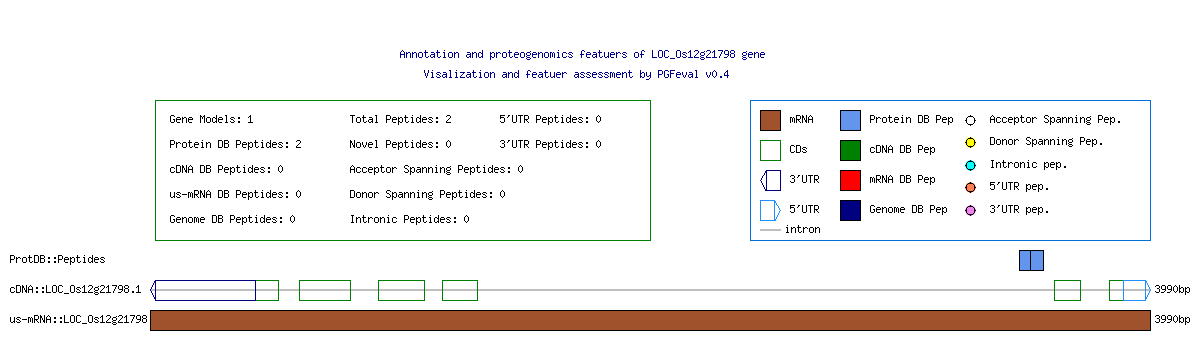 Annotation and proteogenomics featuers of LOC_Os12g21798 gene
Visalization and featuer assessment by PGFeval v0.4
Gene Models: 1 Total Peptides: 2 5'UTR Peptides: 0
Protein DB Peptides: 2 Novel Peptides: 0 3'UTR Peptides: 0
cDNA DB Peptides: 0 Acceptor Spanning Peptides: 0
us-mRNA DB Peptides: 0 Donor Spanning Peptides: 0
Genome DB Peptides: 0 Intronic Peptides: 0
mRNA Protein DB Pep Acceptor Spanning Pep.
CDs cDNA DB Pep Donor Spanning Pep.
3'UTR mRNA DB Pep Intronic pep.
5'UTR Genome DB Pep 5'UTR pep.
intron 3'UTR pep.
ProtDB::Peptides
cDNA::LOC_Os12g21798.1 3990bp
us-mRNA::LOC_Os12g21798 3990bp